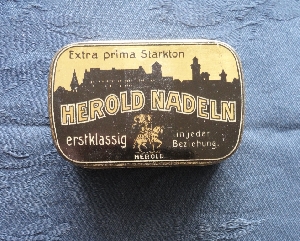 Extra prima Starkton
HEROLD NADELN
erstklassig
in jeder
Beziehung.
HEROLD